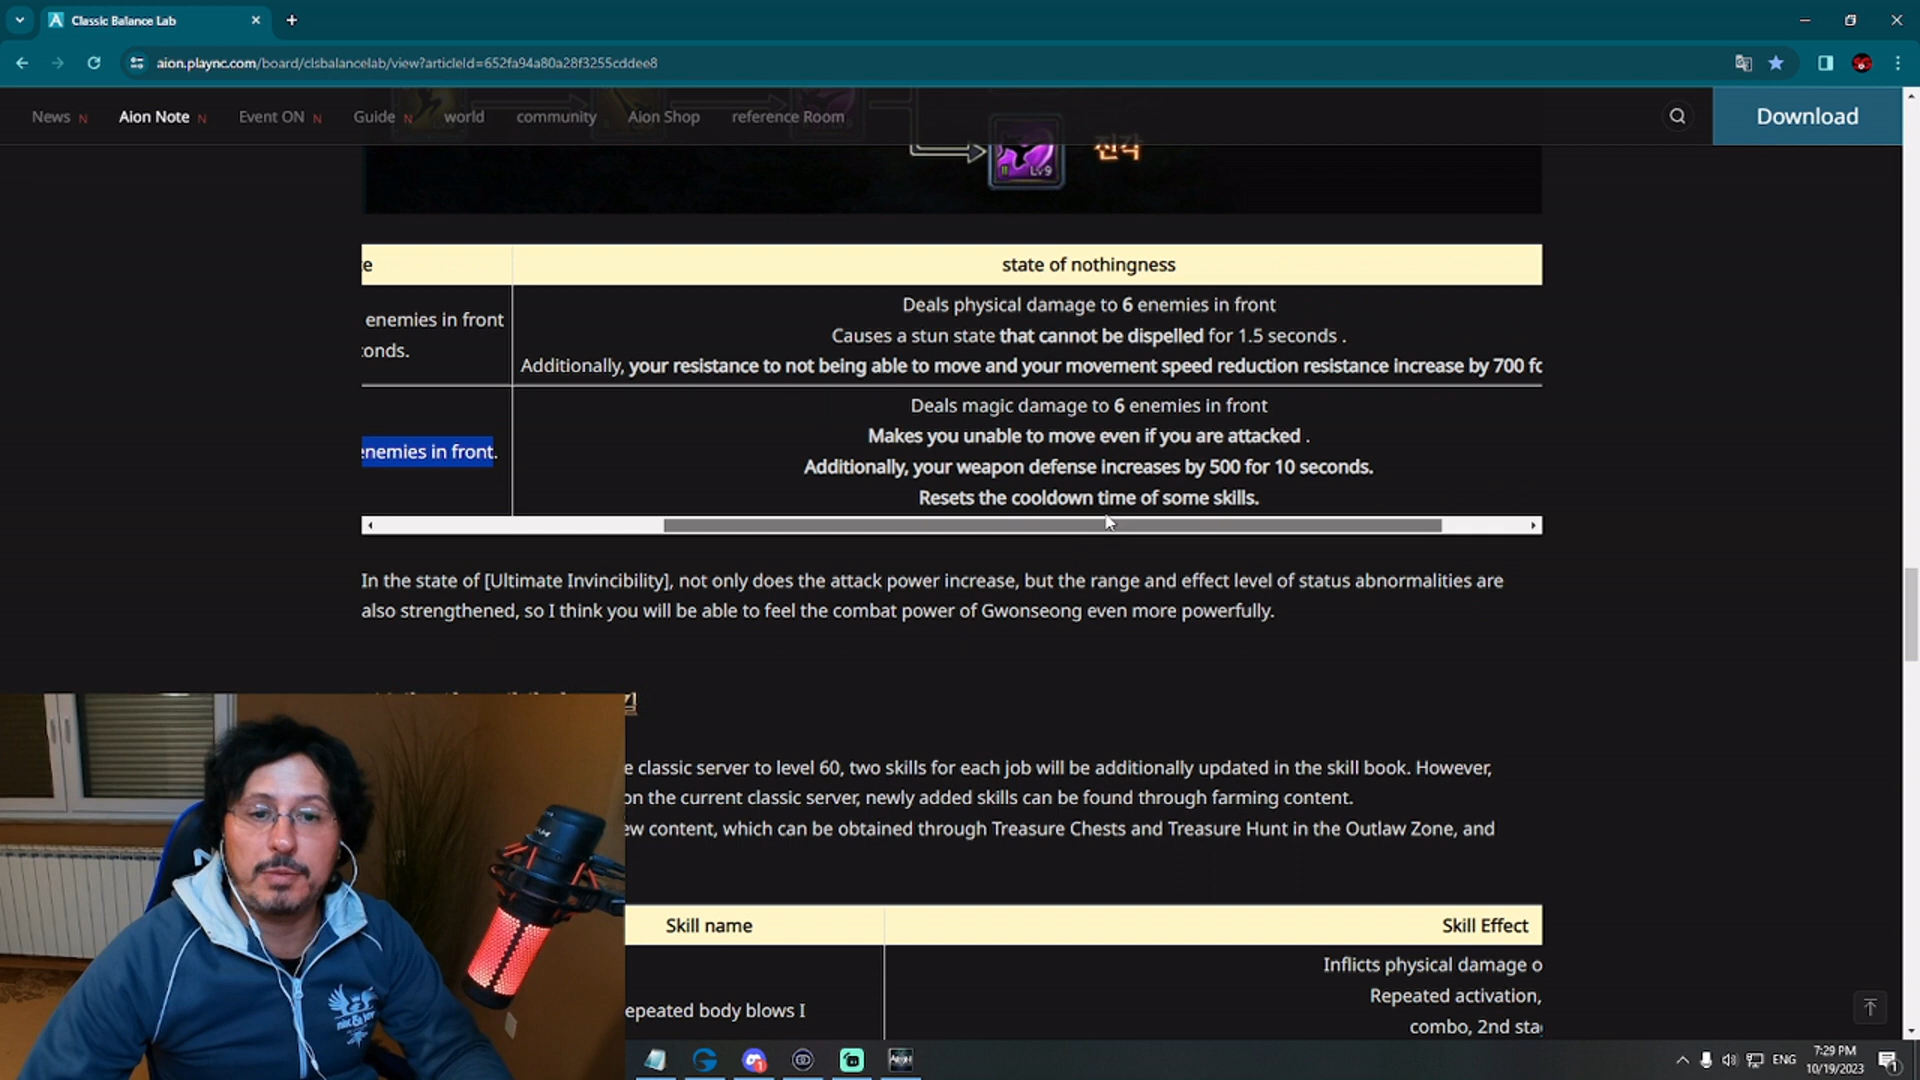 Classic Balance Lab
aion.plaync.com/board/clsbalancelab/view?articleId=652fa94a80a28f3255cddee8
News N Aion Note N Event ON N Guide N world community Aion Shop reference Room Download
II Lv9
진각
state of nothingness
enemies in front
Deals physical damage to 6 enemies in front
Causes a stun state that cannot be dispelled for 1.5 seconds .
Additionally, your resistance to not being able to move and your movement speed reduction resistance increase by 700
enemies in front.
Deals magic damage to 6 enemies in front
Makes you unable to move even if you are attacked .
Additionally, your weapon defense increases by 500 for 10 seconds.
Resets the cooldown time of some skills.
In the state of [Ultimate Invincibility], not only does the attack power increase, but the range and effect level of status abnormalities are
also strengthened, so I think you will be able to feel the combat power of Gwonseong even more powerfully.
classic server to level 60, two skills for each job will be additionally updated in the skill book. However,
on the current classic server, newly added skills can be found through farming content.
content, which can be obtained through Treasure Chests and Treasure Hunt in the Outlaw Zone, and
Skill name Skill Effect
Inflicts physical damage
Repeated activation,
epeated body blows I
combo, 2nd
ENG
7:29 PM
10/19/2023